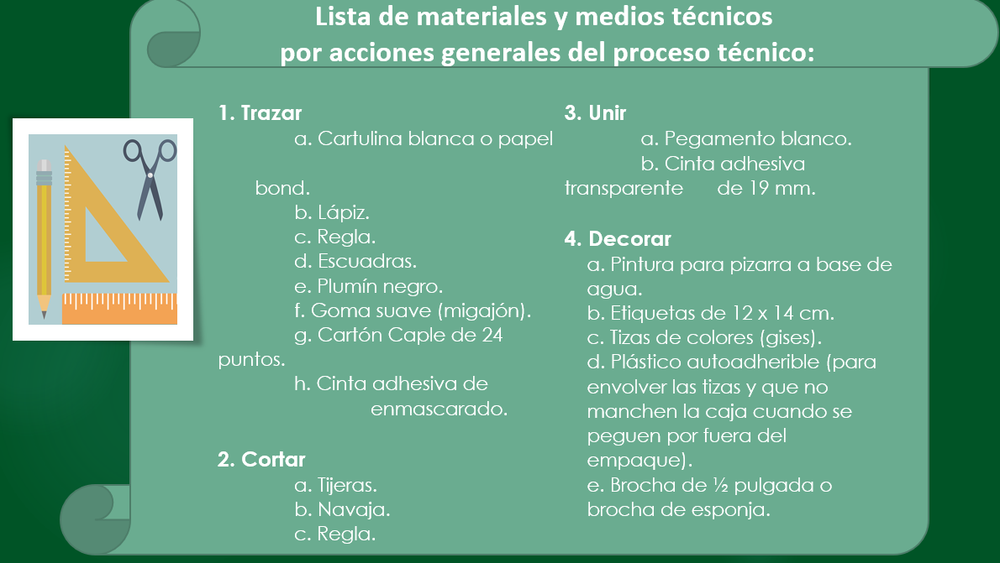 Lista de materiales y medios técnicos
por acciones generales del proceso técnico:
1. Trazar
a. Cartulina blanca o papel
bond.
b. Lápiz.
c. Regla.
d. Escuadras.
e. Plumín negro.
f. Goma suave (migajón).
g. Cartón Caple de 24
puntos.
h. Cinta adhesiva de
enmascarado.
2. Cortar
a. Tijeras.
b. Navaja.
c. Regla.
3. Unir
a. Pegamento blanco.
b. Cinta adhesiva
transparente de 19 mm.
4. Decorar
a. Pintura para pizarra a base de
agua.
b. Etiquetas de 12 x 14 cm.
c. Tizas de colores (gises).
d. Plástico autoadherible (para
envolver las tizas y que no
manchen la caja cuando se
peguen por fuera del
empaque).
e. Brocha de ½ pulgada o
brocha de esponja.